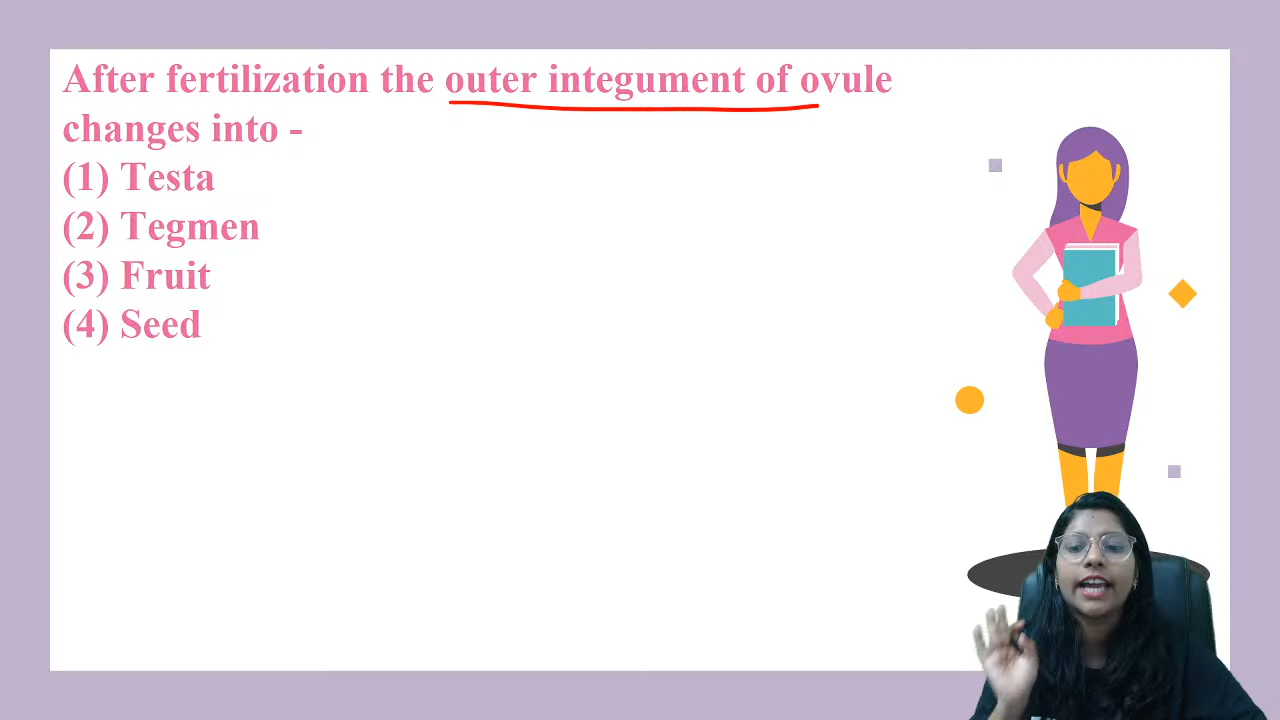 After fertilization the outer integument of ovule
changes into -
(1) Testa
(2) Tegmen
(3) Fruit
(4) Seed